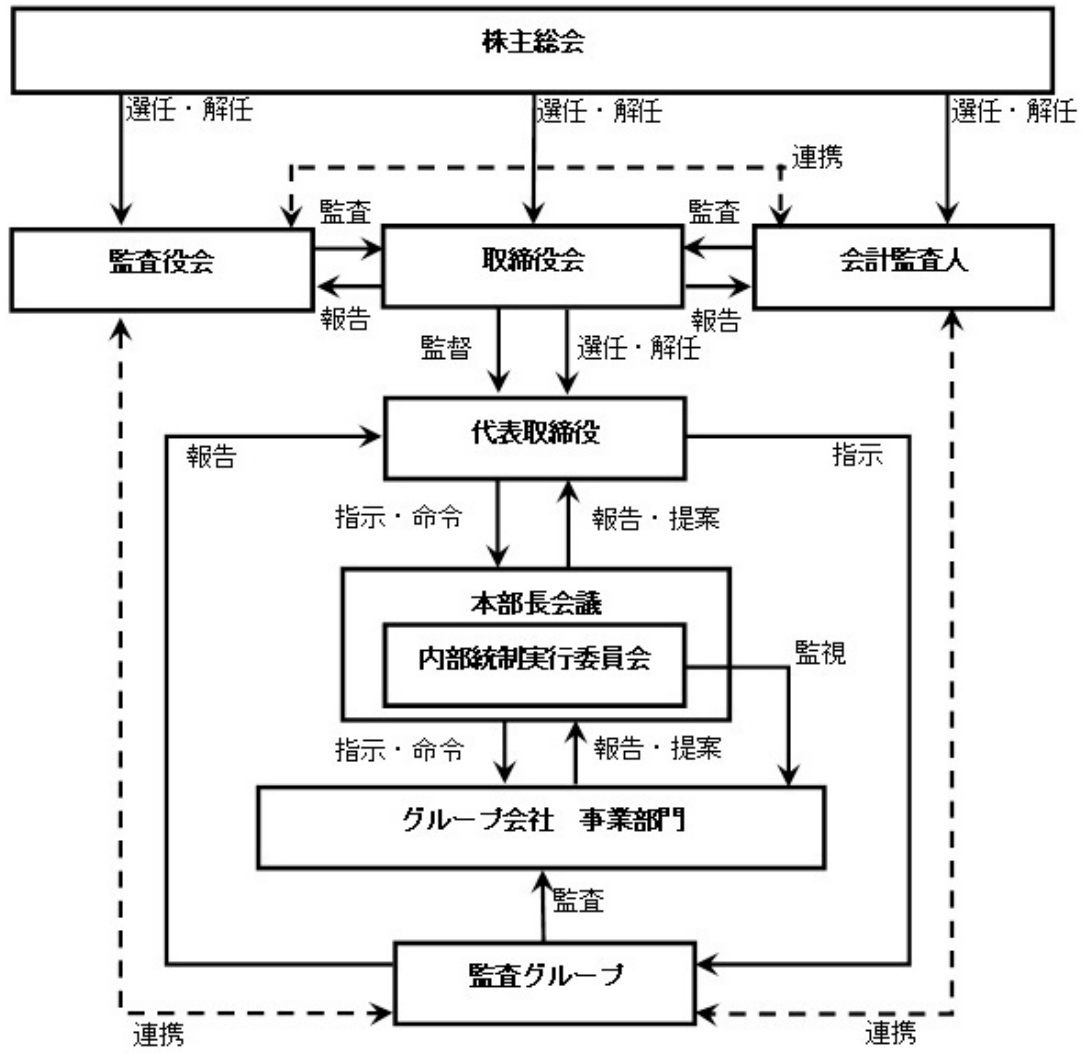 株主総会
選任・解任
選任・解任
選任・解任
連携
監査
監査
監査役会
取締役会
会計監査人
報告
報告
監督
選任・解任
代表取締役
報告
指示
指示・命令
報告・提案
本部長会議
内部統制実行委員会
監視
指示・命令
報告・提案
グループ会社　事業部門
監査
監査グループ
連携
連携